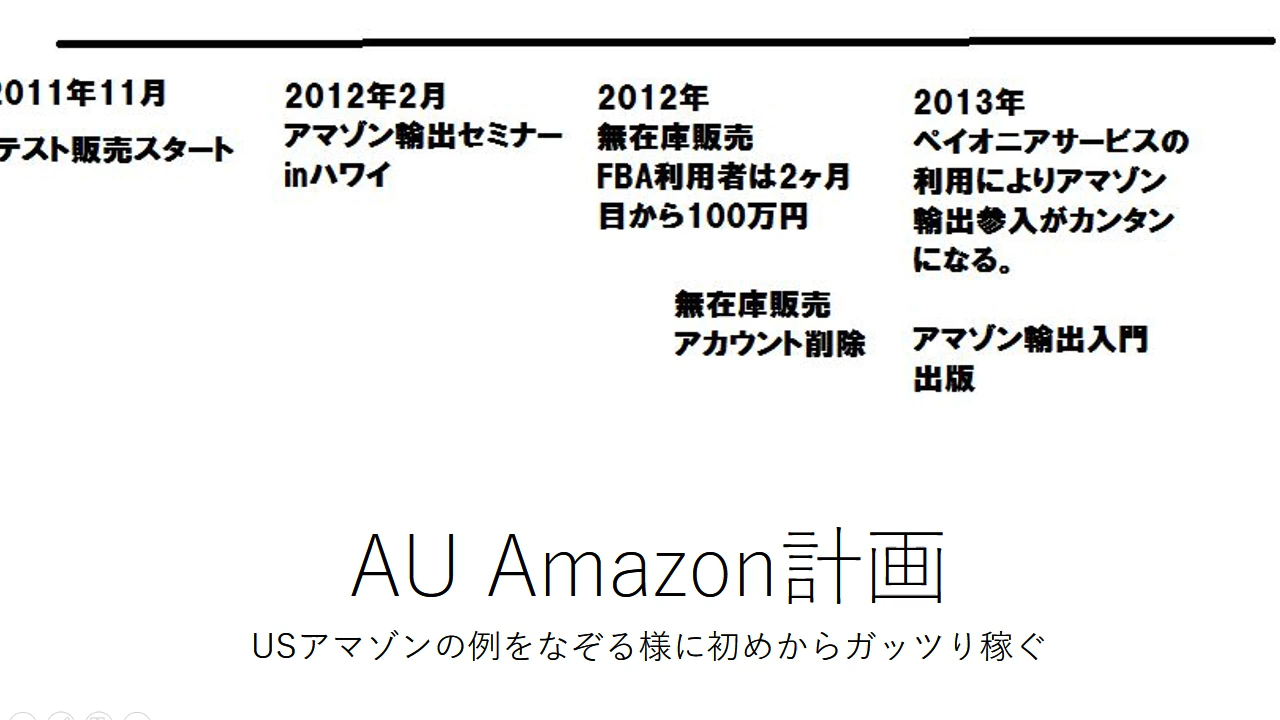 2011年11月
テスト販売スタート
2012年2月
アマゾン輸出セミナー
inハワイ
2012年
無在庫販売
FBA利用者は2ヶ月
目から100万円
無在庫販売
アカウント削除
2013年
ペイオニアサービスの
利用によりアマゾン
輸出参入がカンタン
になる。
アマゾン輸出入門
出版
AU Amazon計画
USアマゾンの例をなぞる様に初めからガッツり稼ぐ